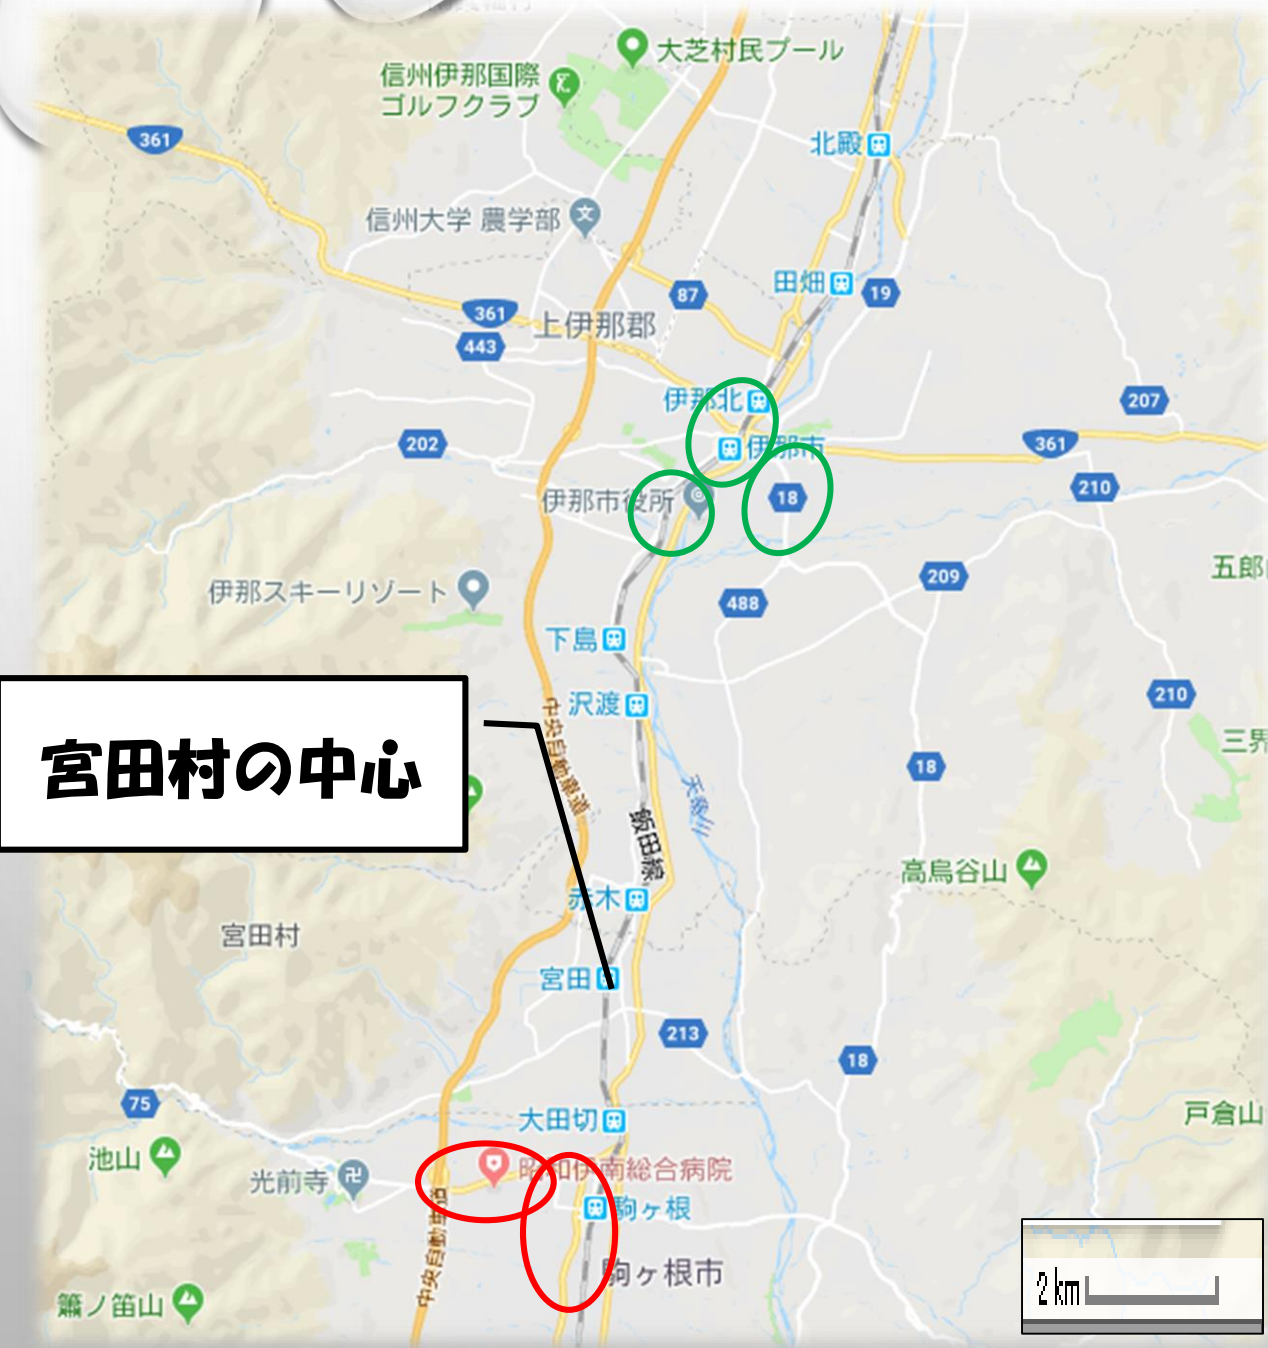 大芝村民プール
信州伊那国際
ゴルフクラブ
361
北殿
信州大学 農学部
田畑
87
19
361
上伊那郡
443
伊那北
207
202
伊那市
361
伊那市役所
18
210
209
五郎
伊那スキーリゾート
488
下島
沢渡
210
中央自動車道
三界
宮田村の中心
18
天竜川
飯田線
高烏谷山
赤木
宮田村
宮田
213
18
75
大田切
戸倉山
池山
昭和伊南総合病院
光前寺
駒ヶ根
中央自動車道
駒ヶ根市
2 km
簫ノ笛山